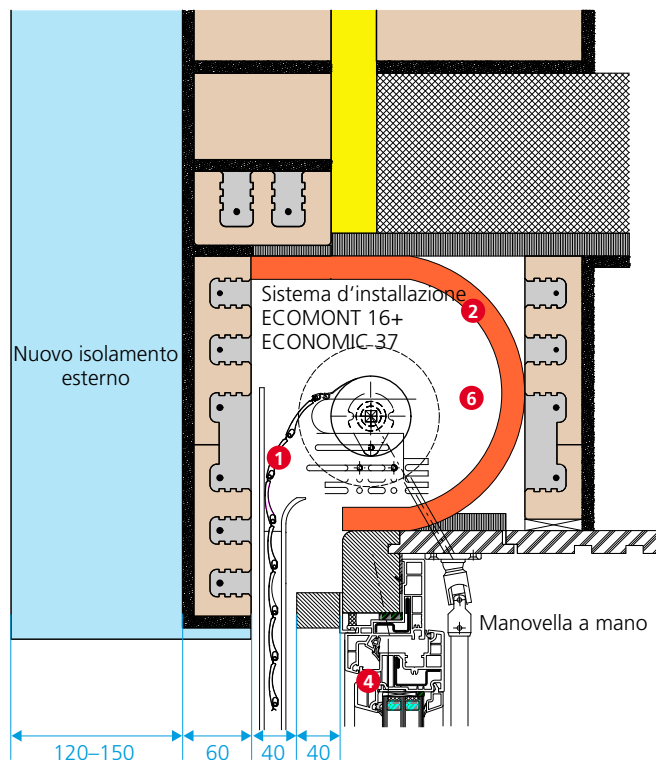 Sistema d'installazione
ECOMONT 16+
ECONOMIC 37
2
Nuovo isolamento
esterno
6
1
Manovella a mano
4
120–150
60
40
40